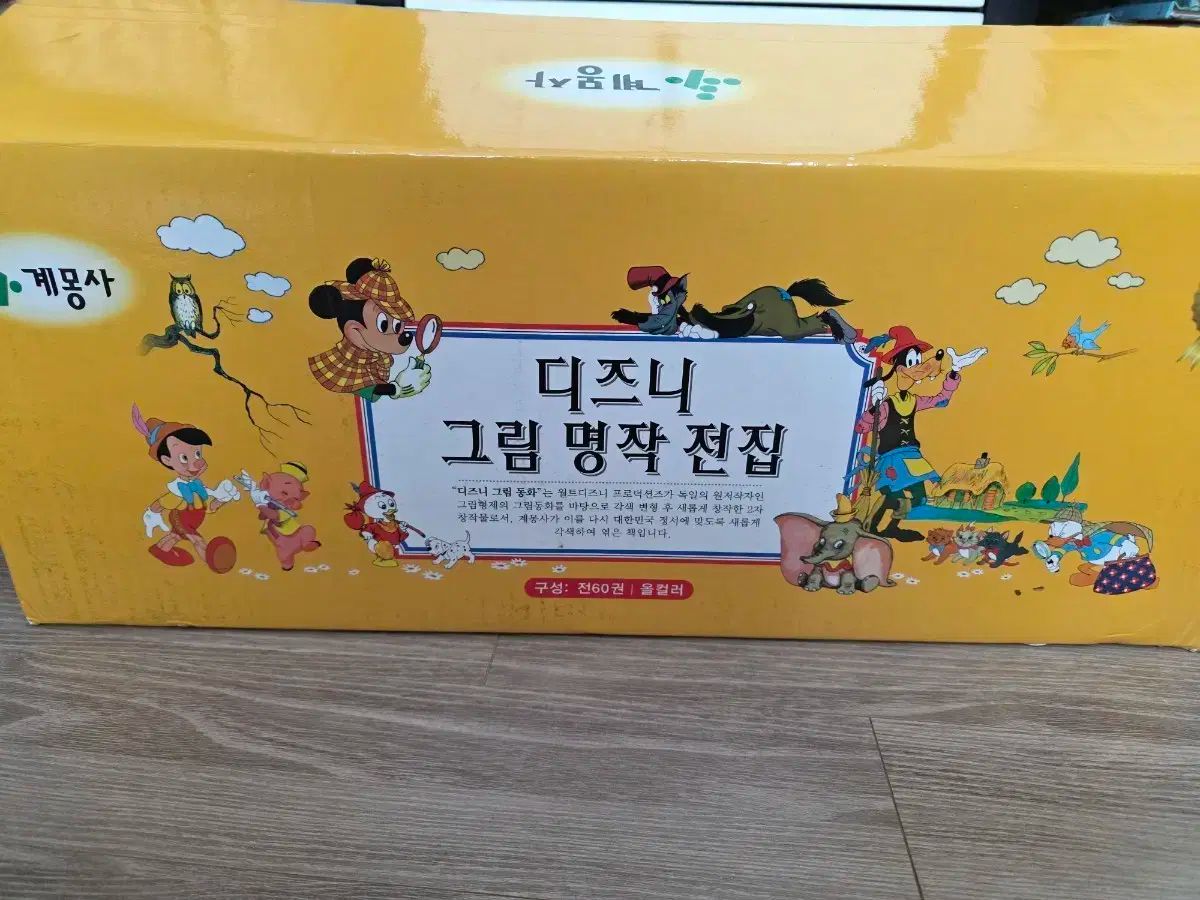 계몽사
계몽사
디즈니
그림 명작 전집
"디즈니 그림 동화"는 월트디즈니 프로덕션즈가 독일의 원저작자인
그림형제의 그림동화를 바탕으로 각색 변형 후 새롭게 창작한 2차
창작물로서, 계몽사가 이를 다시 대한민국 정서에 맞도록 새롭게
각색하여 엮은 책입니다.
구성: 전60권 | 올컬러